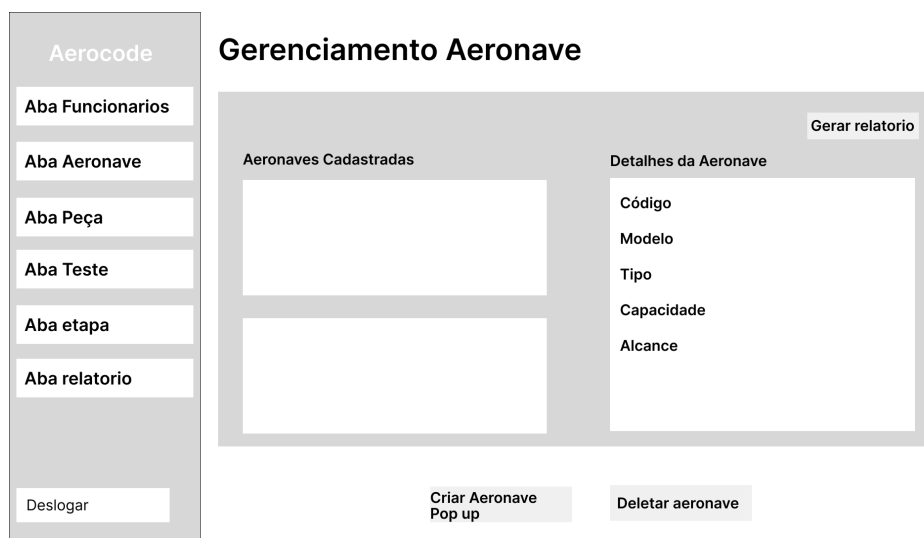 Aerocode
Aba Funcionarios
Aba Aeronave
Aba Peça
Aba Teste
Aba etapa
Aba relatorio
Deslogar
Gerenciamento Aeronave
Gerar relatorio
Aeronaves Cadastradas
Detalhes da Aeronave
Código
Modelo
Tipo
Capacidade
Alcance
Criar Aeronave
Pop up
Deletar aeronave